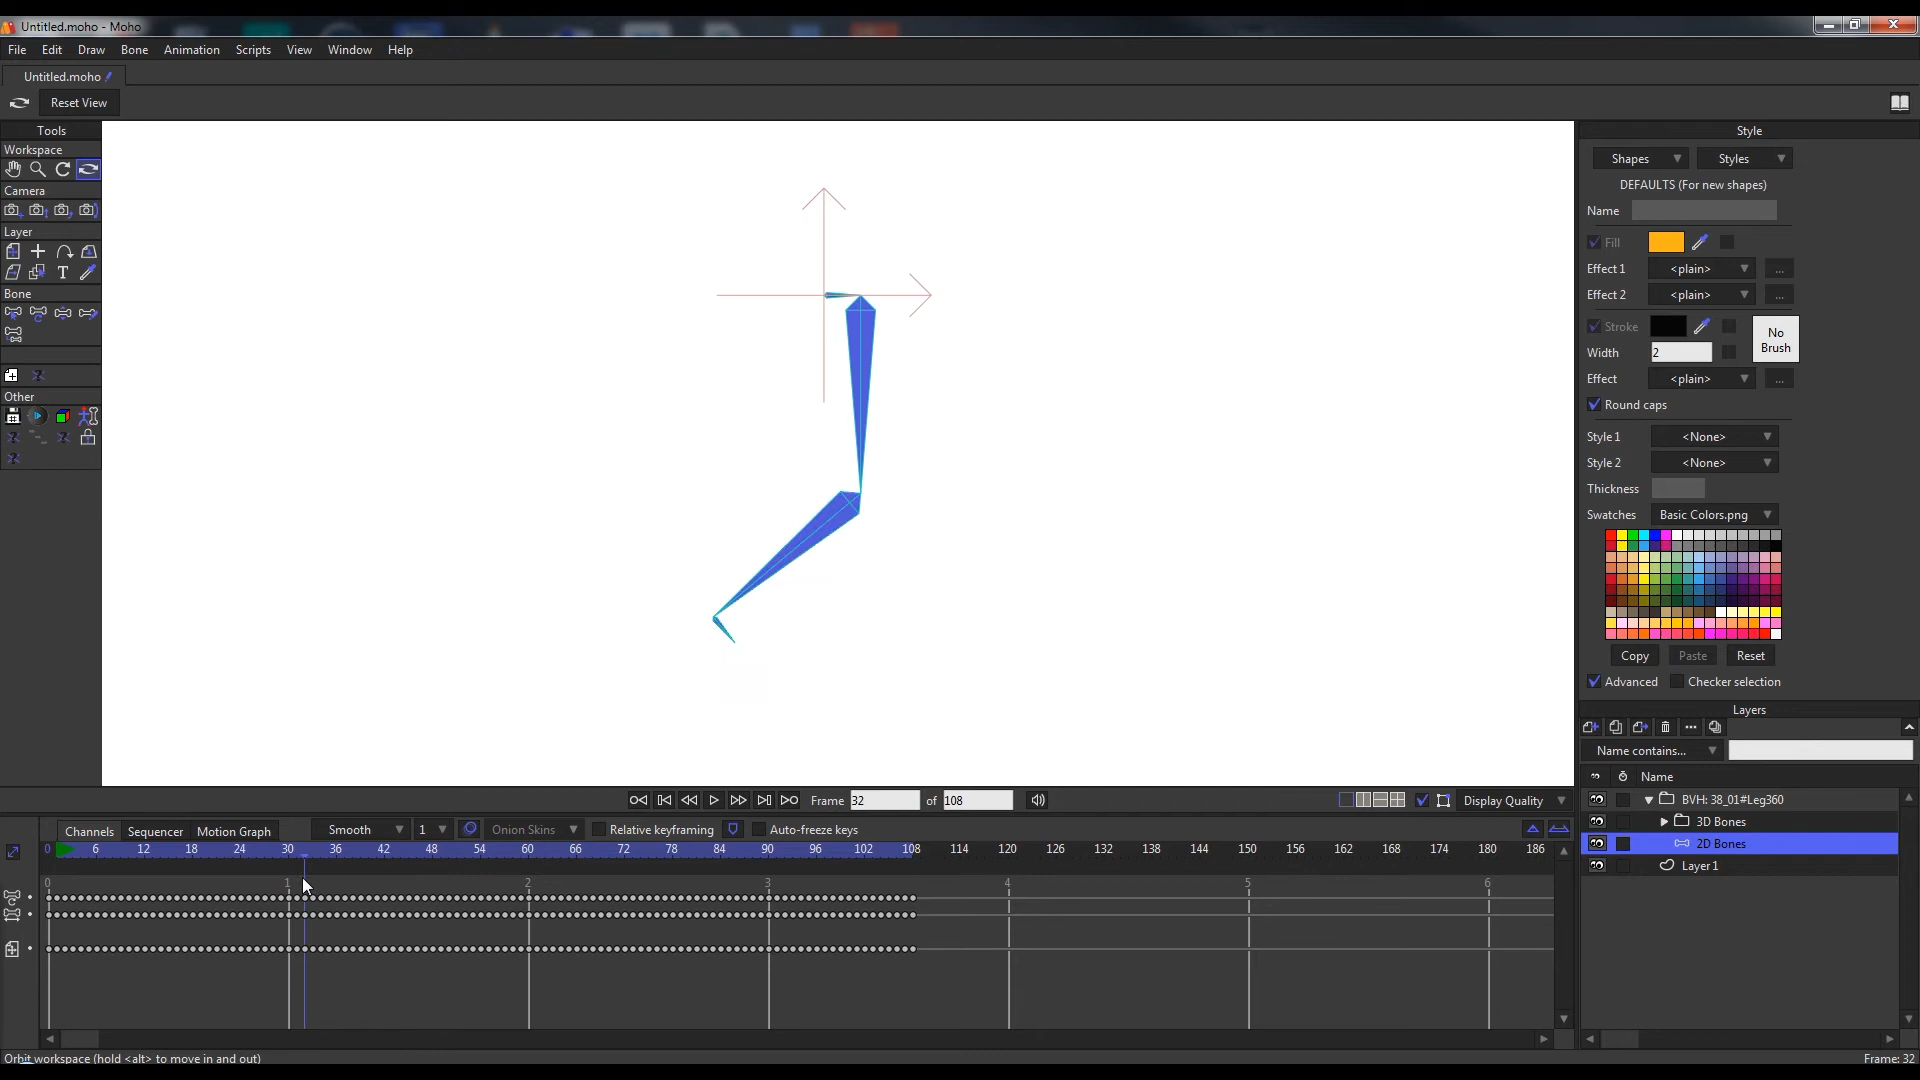 Untitled.moho - Moho
File Edit Draw Bone Animation Scripts View Window Help
Untitled.moho
Reset View
Tools
Workspace
Camera
Layer
T
Bone
Other
Style
Shapes Styles
DEFAULTS (For new shapes)
Name
Fill
Effect 1 <plain> ...
Effect 2 <plain> ...
Stroke
No Brush
Width 2
Effect <plain> ...
Round caps
Style 1 <None>
Style 2 <None>
Thickness
Swatches Basic Colors.png
Copy Paste Reset
Advanced Checker selection
Layers
Name contains...
Name
BVH: 38_01#Leg360
3D Bones
2D Bones
Layer 1
Frame 32 of 108 Display Quality
Channels Sequencer Motion Graph Smooth 1 Onion Skins Relative keyframing Auto-freeze keys
0 6 12 18 24 30 36 42 48 54 60 66 72 78 84 90 96 102 108 114 120 126 132 138 144 150 156 162 168 174 180 186
0 1 2 3 4 5 6
Orbit workspace (hold <alt> to move in and out) Frame: 32